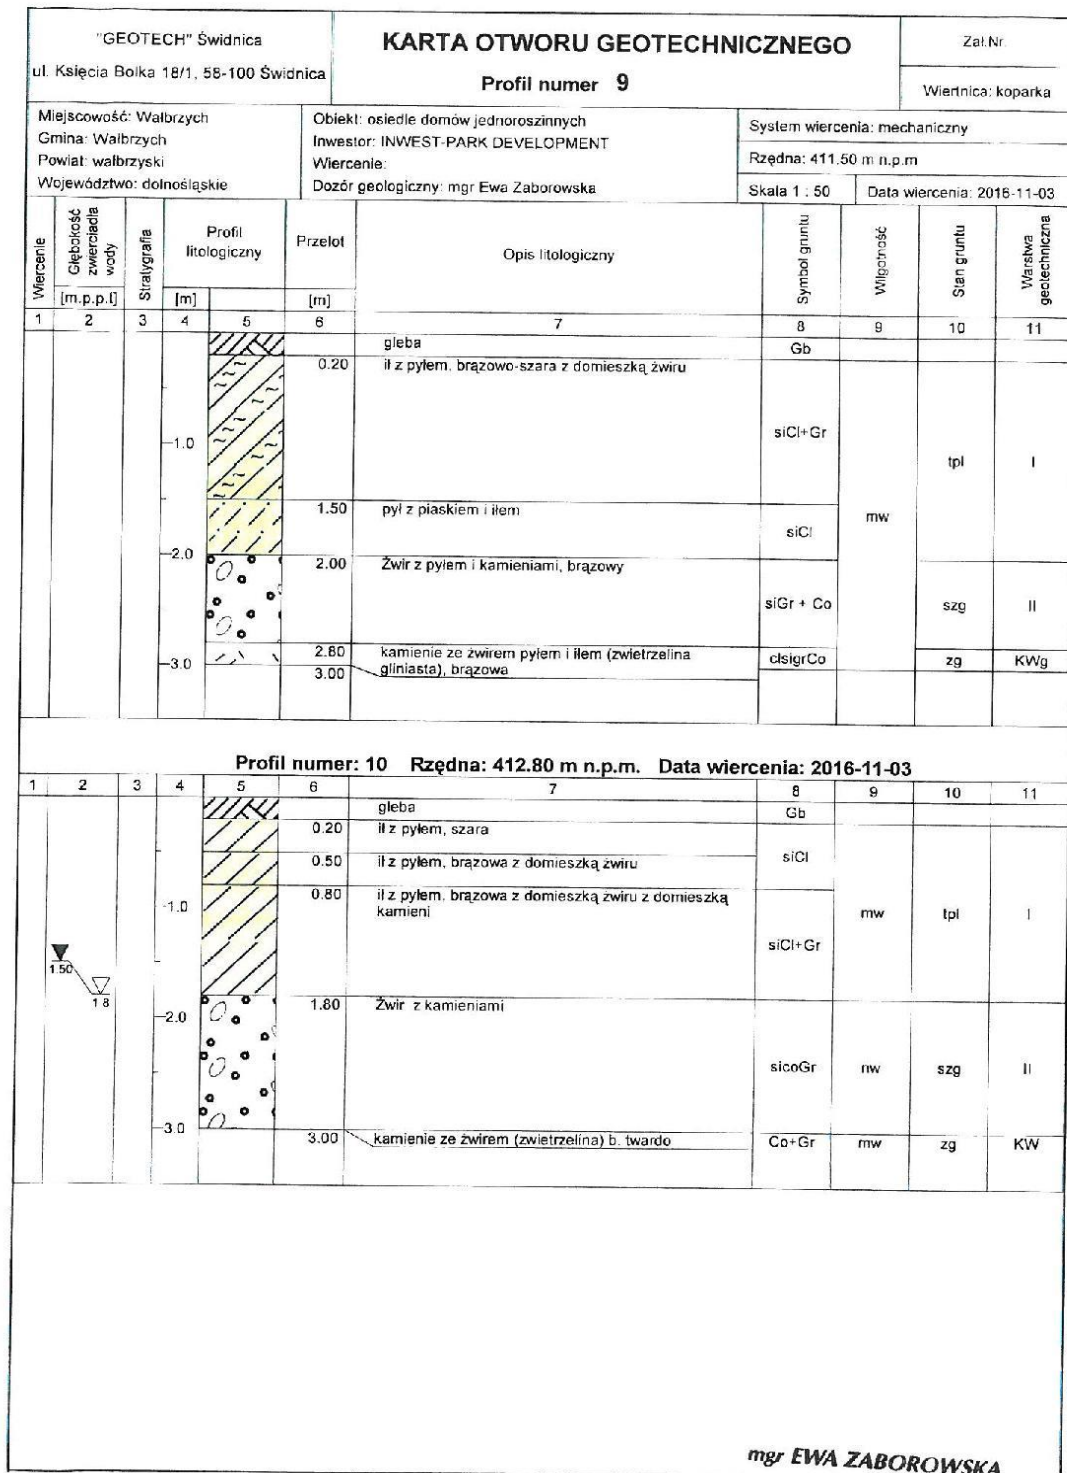 "GEOTECH" Świdnica
ul. Księcia Bolka 18/1, 58-100 Świdnica
KARTA OTWORU GEOTECHNICZNEGO
Profil numer 9
Zał.Nr.
Wiertnica: koparka
Miejscowość: Wałbrzych
Gmina: Wałbrzych
Powiat: wałbrzyski
Województwo: dolnośląskie
Obiekt: osiedle domów jednoroszinnych
Inwestor: INWEST-PARK DEVELOPMENT
Wiercenie:
Dozór geologiczny: mgr Ewa Zaborowska
System wiercenia: mechaniczny
Rzędna: 411.50 m n.p.m
Skala 1 : 50 Data wiercenia: 2016-11-03
Wiercenie
Głębokość zwierciadła wody
[m.p.p.t]
Stratygrafia
Profil litologiczny
[m]
Przelot
[m]
Opis litologiczny
Symbol gruntu
Wilgotność
Stan gruntu
Warstwa geotechniczna
1 2 3 4 5 6 7 8 9 10 11
gleba Gb
0.20 ił z pyłem, brązowo-szara z domieszką żwiru
siCl+Gr
1.0
tpl I
1.50 pył z piaskiem i iłem
mw
siCl
2.0
2.00 Żwir z pyłem i kamieniami, brązowy
siGr + Co szg II
2.80 kamienie ze żwirem pyłem i iłem (zwietrzelina gliniasta), brązowa clsigrCo zg KWg
3.0
3.00
Profil numer: 10 Rzędna: 412.80 m n.p.m. Data wiercenia: 2016-11-03
1 2 3 4 5 6 7 8 9 10 11
gleba Gb
0.20 ił z pyłem, szara
siCl
0.50 ił z pyłem, brązowa z domieszką żwiru
0.80 ił z pyłem, brązowa z domieszką żwiru z domieszką kamieni
1.0
mw tpl I
siCl+Gr
1.50
1.8
1.80 Żwir z kamieniami
2.0
sicoGr nw szg II
3.0
3.00 kamienie ze żwirem (zwietrzelina) b. twardo Co+Gr mw zg KW
mgr EWA ZABOROWSKA